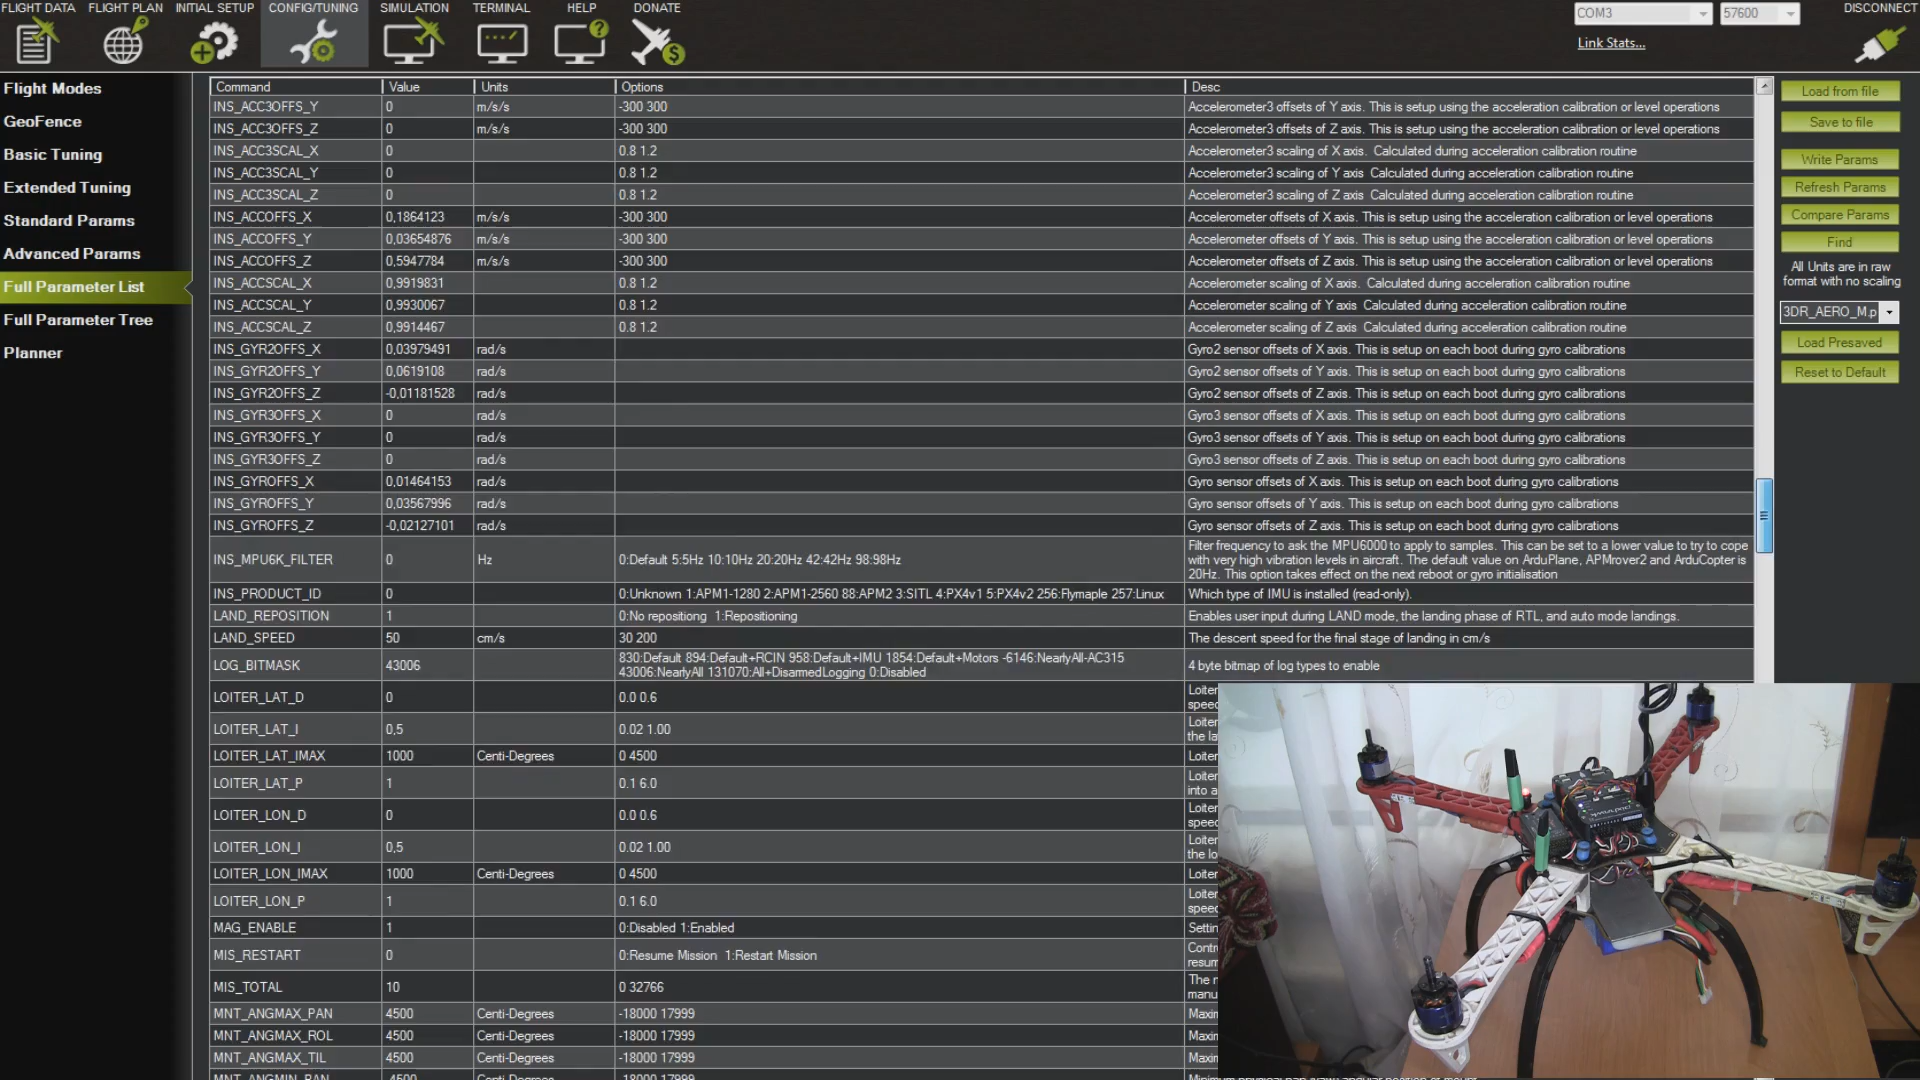 FLIGHT DATA FLIGHT PLAN INITIAL SETUP CONFIG/TUNING SIMULATION TERMINAL HELP DONATE COM3 57600 DISCONNECT
Link Stats...
Flight Modes
GeoFence
Basic Tuning
Extended Tuning
Standard Params
Advanced Params
Full Parameter List
Full Parameter Tree
Planner
Command Value Units Options Desc
INS_ACC3OFFS_Y 0 m/s/s -300 300 Accelerometer3 offsets of Y axis. This is setup using the acceleration calibration or level operations
INS_ACC3OFFS_Z 0 m/s/s -300 300 Accelerometer3 offsets of Z axis. This is setup using the acceleration calibration or level operations
INS_ACC3SCAL_X 0 0.8 1.2 Accelerometer3 scaling of X axis. Calculated during acceleration calibration routine
INS_ACC3SCAL_Y 0 0.8 1.2 Accelerometer3 scaling of Y axis Calculated during acceleration calibration routine
INS_ACC3SCAL_Z 0 0.8 1.2 Accelerometer3 scaling of Z axis Calculated during acceleration calibration routine
INS_ACCOFFS_X 0,1864123 m/s/s -300 300 Accelerometer offsets of X axis. This is setup using the acceleration calibration or level operations
INS_ACCOFFS_Y 0,03654876 m/s/s -300 300 Accelerometer offsets of Y axis. This is setup using the acceleration calibration or level operations
INS_ACCOFFS_Z 0,5947784 m/s/s -300 300 Accelerometer offsets of Z axis. This is setup using the acceleration calibration or level operations
INS_ACCSCAL_X 0,9919831 0.8 1.2 Accelerometer scaling of X axis. Calculated during acceleration calibration routine
INS_ACCSCAL_Y 0,9930067 0.8 1.2 Accelerometer scaling of Y axis Calculated during acceleration calibration routine
INS_ACCSCAL_Z 0,9914467 0.8 1.2 Accelerometer scaling of Z axis Calculated during acceleration calibration routine
INS_GYR2OFFS_X 0,03979491 rad/s Gyro2 sensor offsets of X axis. This is setup on each boot during gyro calibrations
INS_GYR2OFFS_Y 0,0619108 rad/s Gyro2 sensor offsets of Y axis. This is setup on each boot during gyro calibrations
INS_GYR2OFFS_Z -0,01181528 rad/s Gyro2 sensor offsets of Z axis. This is setup on each boot during gyro calibrations
INS_GYR3OFFS_X 0 rad/s Gyro3 sensor offsets of X axis. This is setup on each boot during gyro calibrations
INS_GYR3OFFS_Y 0 rad/s Gyro3 sensor offsets of Y axis. This is setup on each boot during gyro calibrations
INS_GYR3OFFS_Z 0 rad/s Gyro3 sensor offsets of Z axis. This is setup on each boot during gyro calibrations
INS_GYROFFS_X 0,01464153 rad/s Gyro sensor offsets of X axis. This is setup on each boot during gyro calibrations
INS_GYROFFS_Y 0,03567996 rad/s Gyro sensor offsets of Y axis. This is setup on each boot during gyro calibrations
INS_GYROFFS_Z -0,02127101 rad/s Gyro sensor offsets of Z axis. This is setup on each boot during gyro calibrations
INS_MPU6K_FILTER 0 Hz 0:Default 5:5Hz 10:10Hz 20:20Hz 42:42Hz 98:98Hz
Filter frequency to ask the MPU6000 to apply to samples. This can be set to a lower value to try to cope
with very high vibration levels in aircraft. The default value on ArduPlane, APMrover2 and ArduCopter is
20Hz. This option takes effect on the next reboot or gyro initialisation
INS_PRODUCT_ID 0 0:Unknown 1:APM1-1280 2:APM1-2560 88:APM2 3:SITL 4:PX4v1 5:PX4v2 256:Flymaple 257:Linux Which type of IMU is installed (read-only).
LAND_REPOSITION 1 0:No repositiong 1:Repositioning Enables user input during LAND mode, the landing phase of RTL, and auto mode landings.
LAND_SPEED 50 cm/s 30 200 The descent speed for the final stage of landing in cm/s
LOG_BITMASK 43006 830:Default 894:Default+RCIN 958:Default+IMU 1854:Default+Motors -6146:NearlyAll-AC315
43006:NearlyAll 131070:All+DisarmedLogging 0:Disabled 4 byte bitmap of log types to enable
LOITER_LAT_D 0 0.0 0.6 Loiter
speed
LOITER_LAT_I 0,5 0.02 1.00 Loiter
the la
LOITER_LAT_IMAX 1000 Centi-Degrees 0 4500 Loiter
LOITER_LAT_P 1 0.1 6.0 Loiter
into a
LOITER_LON_D 0 0.0 0.6 Loiter
speed
LOITER_LON_I 0,5 0.02 1.00 Loiter
the lo
LOITER_LON_IMAX 1000 Centi-Degrees 0 4500 Loiter
LOITER_LON_P 1 0.1 6.0 Loiter
speed
MAG_ENABLE 1 0:Disabled 1:Enabled Settin
MIS_RESTART 0 0:Resume Mission 1:Restart Mission Contr
resum
MIS_TOTAL 10 0 32766 The n
manu
MNT_ANGMAX_PAN 4500 Centi-Degrees -18000 17999 Maxim
MNT_ANGMAX_ROL 4500 Centi-Degrees -18000 17999 Maxim
MNT_ANGMAX_TIL 4500 Centi-Degrees -18000 17999 Maxim
MNT_ANGMIN_PAN -4500 Centi-Degrees -18000 17999
Load from file
Save to file
Write Params
Refresh Params
Compare Params
Find
All Units are in raw
format with no scaling
3DR_AERO_M.p
Load Presaved
Reset to Default